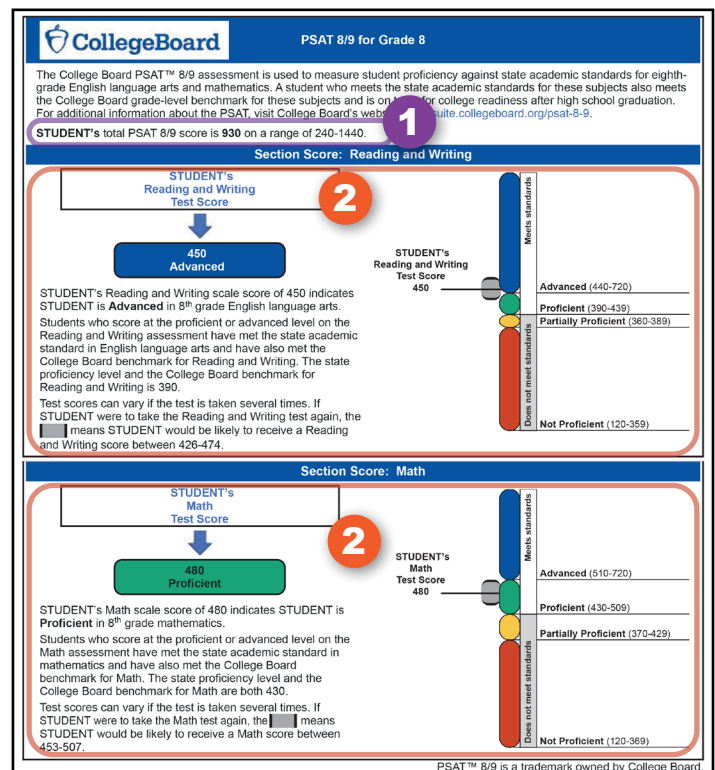 CollegeBoard
PSAT 8/9 for Grade 8
The College Board PSAT™ 8/9 assessment is used to measure student proficiency against state academic standards for eighth-
grade English language arts and mathematics. A student who meets the state academic standards for these subjects also meets
the College Board grade-level benchmark for these subjects and is on for college readiness after high school graduation.
For additional information about the PSAT, visit College Board's suite.collegeboard.org/psat-8-9.
1
STUDENT's total PSAT 8/9 score is 930 on a range of 240-1440.
Section Score: Reading and Writing
STUDENT'S
Reading and Writing
Test Score
2
450
Advanced
STUDENT's Reading and Writing scale score of 450 indicates
STUDENT is Advanced in 8th grade English language arts.
Students who score at the proficient or advanced level on the
Reading and Writing assessment have met the state academic
standard in English language arts and have also met the
College Board benchmark for Reading and Writing. The state
proficiency level and the College Board benchmark for
Reading and Writing is 390.
Test scores can vary if the test is taken several times. If
STUDENT were to take the Reading and Writing test again, the
means STUDENT would be likely to receive a Reading
and Writing score between 426-474.
STUDENT's
Reading and Writing
Test Score
450
Meets standards
Does not meet standards
Advanced (440-720)
Proficient (390-439)
Partially Proficient (360-389)
Not Proficient (120-359)
Section Score: Math
STUDENT'S
Math
Test Score
2
480
Proficient
STUDENT's Math scale score of 480 indicates STUDENT is
Proficient in 8th grade mathematics.
Students who score at the proficient or advanced level on the
Math assessment have met the state academic standard in
mathematics and have also met the College Board
benchmark for Math. The state proficiency level and the
College Board benchmark for Math are both 430.
Test scores can vary if the test is taken several times. If
STUDENT were to take the Math test again, the means
STUDENT would be likely to receive a Math score between
453-507.
STUDENT's
Math
Test Score
480
Meets standards
Does not meet standards
Advanced (510-720)
Proficient (430-509)
Partially Proficient (370-429)
Not Proficient (120-369)
PSAT™ 8/9 is a trademark owned by College Board.